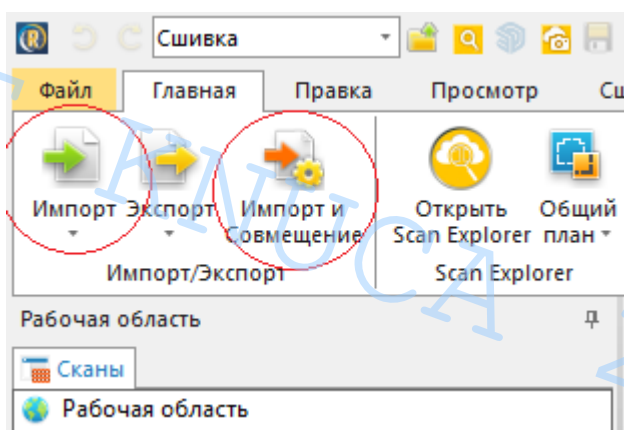 Сшивка
Файл Главная Правка Просмотр
Импорт Экспорт Импорт и Совмещение Открыть Scan Explorer Общий план
Импорт/Экспорт Scan Explorer
Рабочая область
Сканы
Рабочая область
KNUCA